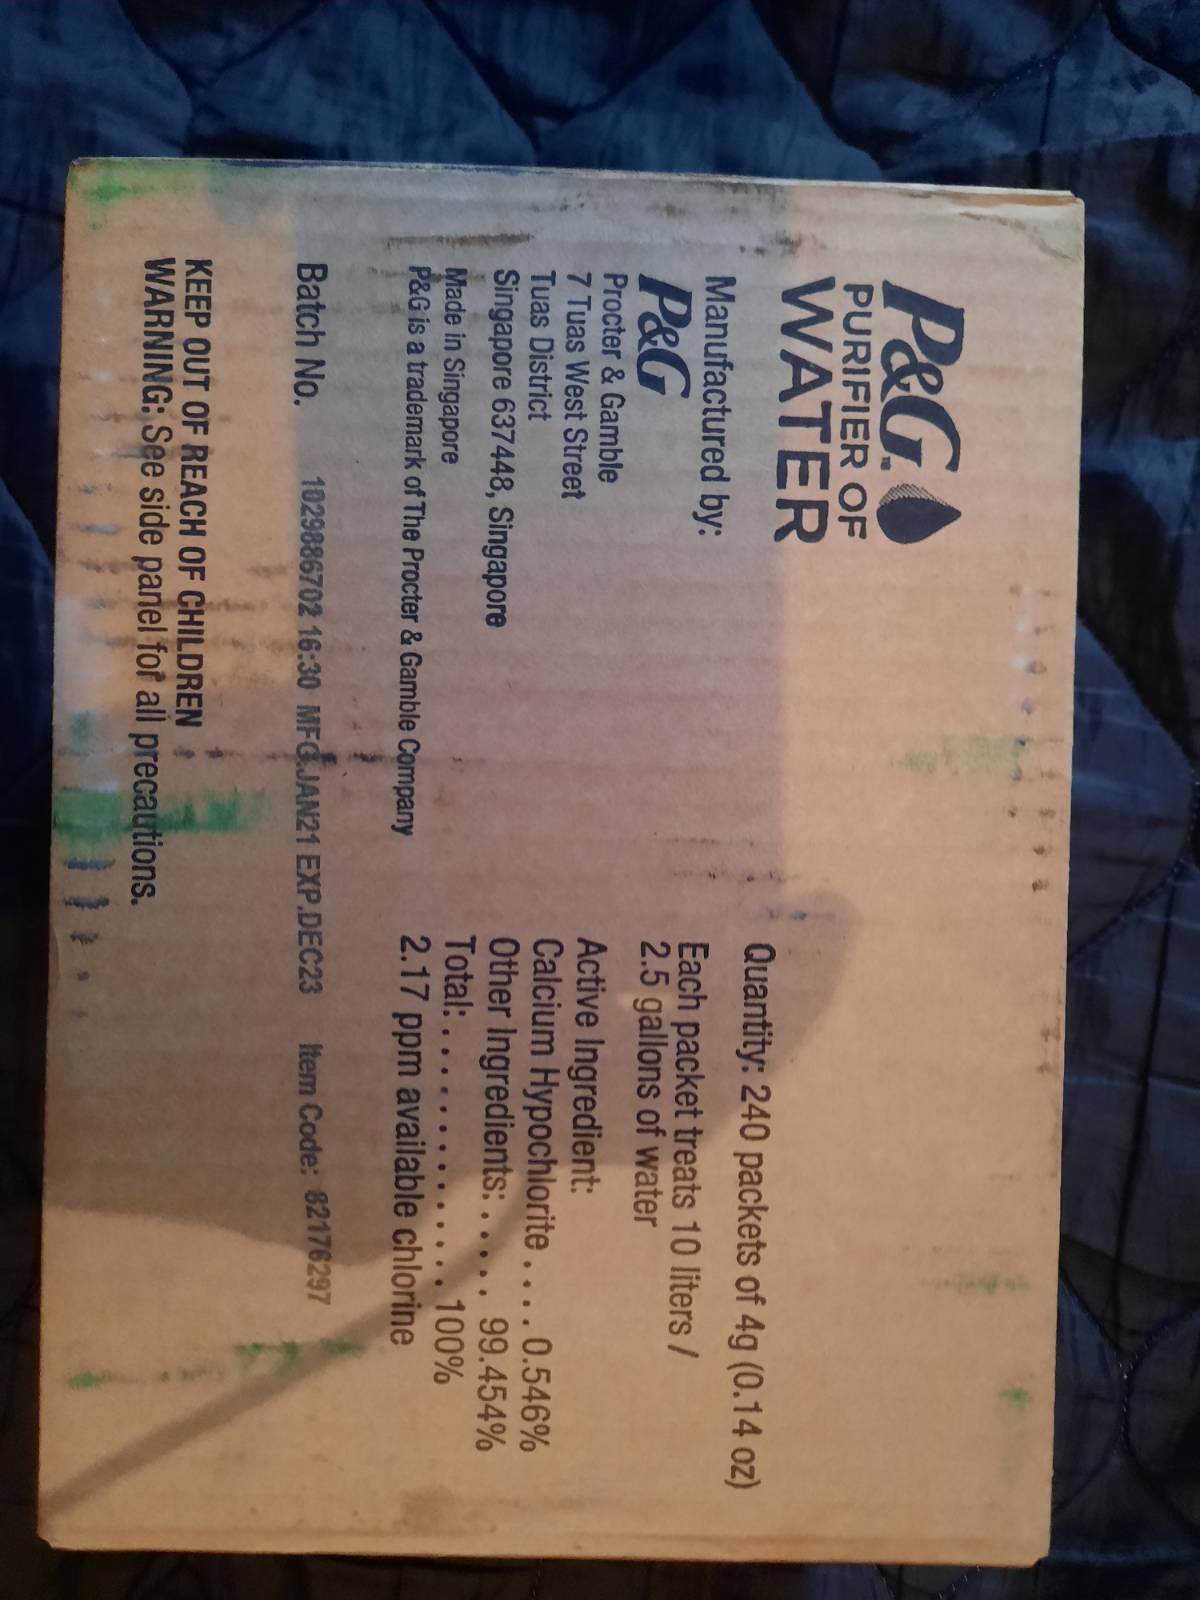 P&G.
PURIFIER OF
WATER
Manufactured by:
P&G
Procter & Gamble
7 Tuas West Street
Tuas District
Singapore 637448, Singapore
Made in Singapore
P&G is a trademark of The Procter & Gamble Company
Quantity: 240 packets of 4g (0.14 oz)
Each packet treats 10 liters /
2.5 gallons of water
Active Ingredient:
Calcium Hypochlorite . . . . 0.546%
Other Ingredients: . . . . . 99.454%
Total: . . . . . . . . . . . . . 100%
2.17 ppm available chlorine
Batch No. 1029886702 16:30 MFG.JAN21 EXP.DEC23 Item Code: 82176297
KEEP OUT OF REACH OF CHILDREN
WARNING: See side panel for all precautions.